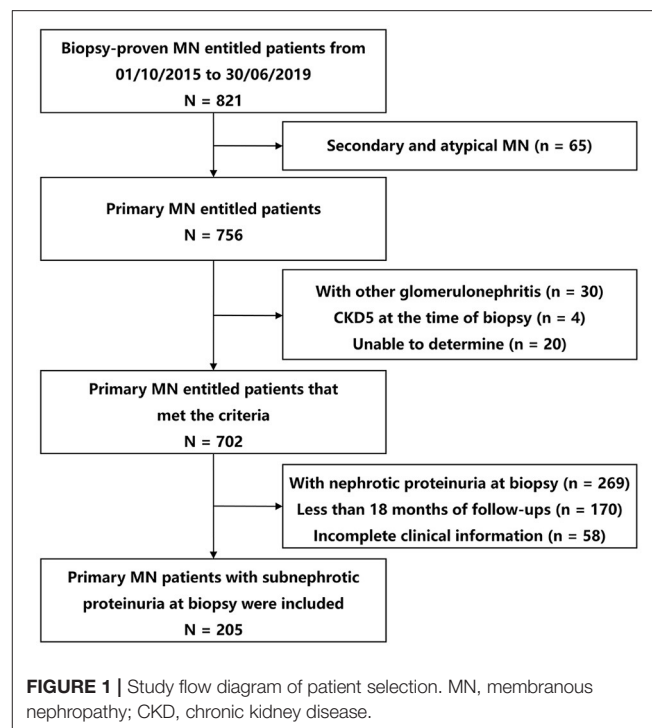 Biopsy-proven MN entitled patients from
01/10/2015 to 30/06/2019
N = 821
Secondary and atypical MN (n = 65)
Primary MN entitled patients
N = 756
With other glomerulonephritis (n = 30)
CKD5 at the time of biopsy (n = 4)
Unable to determine (n = 20)
Primary MN entitled patients that
met the criteria
N = 702
With nephrotic proteinuria at biopsy (n = 269)
Less than 18 months of follow-ups (n = 170)
Incomplete clinical information (n = 58)
Primary MN patients with subnephrotic
proteinuria at biopsy were included
N = 205
FIGURE 1 | Study flow diagram of patient selection. MN, membranous
nephropathy; CKD, chronic kidney disease.